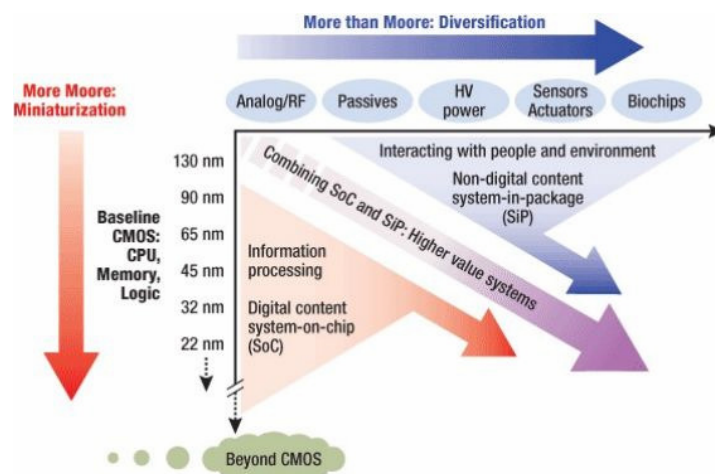 More than Moore: Diversification
More Moore:
Miniaturization
Analog/RF
Passives
HV
power
Sensors
Actuators
Biochips
130 nm
90 nm
65 nm
45 nm
32 nm
22 nm
Baseline
CMOS:
CPU,
Memory,
Logic
Interacting with people and environment
Non-digital content
system-in-package
(SiP)
Combining SoC and SiP: Higher value systems
Information
processing
Digital content
system-on-chip
(SoC)
Beyond CMOS